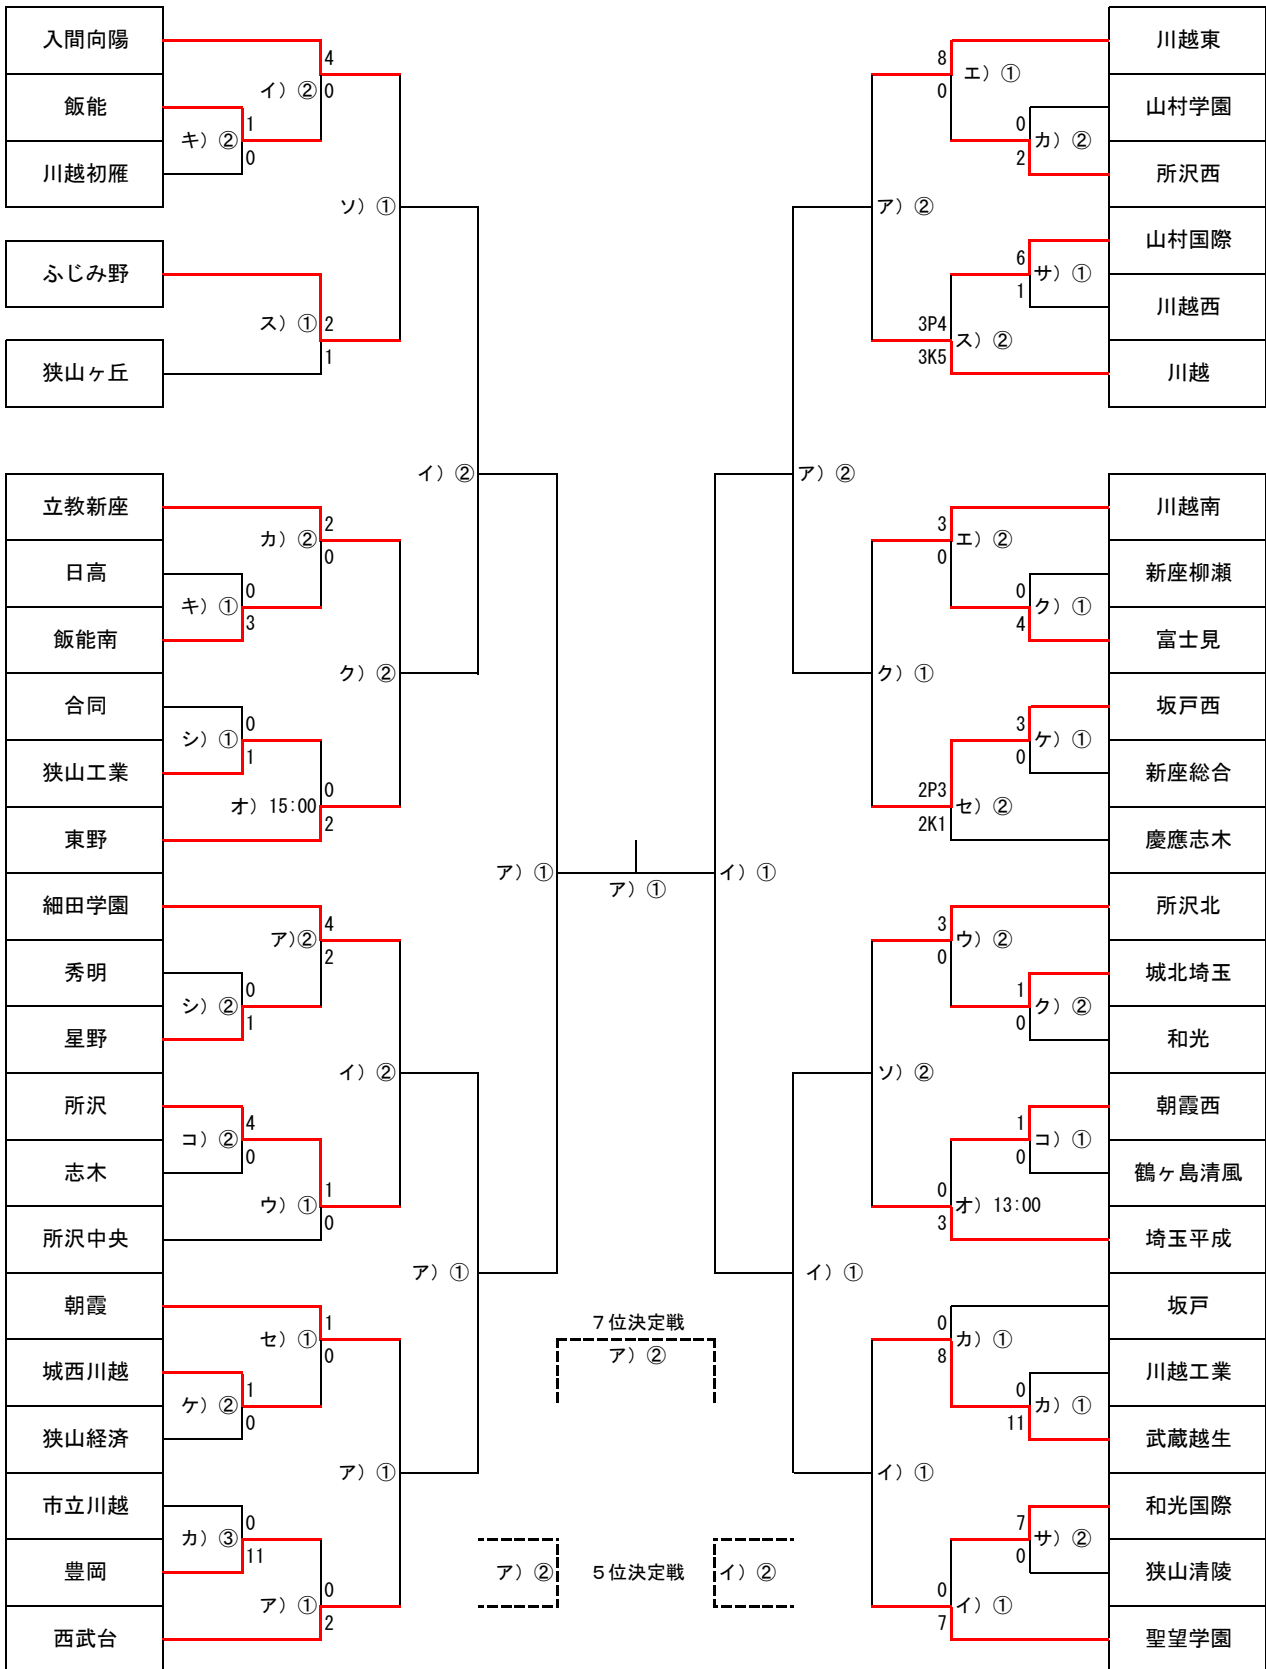 入間向陽
4
イ）②
0
飯能
1
キ）②
0
川越初雁
ソ）①
ふじみ野
ス）①
2
1
狭山ヶ丘
イ）②
立教新座
2
カ）②
0
日高
0
キ）①
3
飯能南
ク）②
合同
0
シ）①
1
狭山工業
0
オ）15:00
2
東野
ア）①
細田学園
4
ア)②
2
秀明
0
シ）②
1
星野
イ）②
所沢
4
コ）②
0
志木
1
ウ）①
0
所沢中央
ア）①
朝霞
1
セ）①
0
城西川越
1
ケ）②
0
狭山経済
ア）①
市立川越
0
カ）③
11
豊岡
0
ア）①
2
西武台
ア）①
7位決定戦
ア）②
ア）②
5位決定戦
イ）②
川越東
8
エ）①
0
山村学園
0
カ）②
2
所沢西
ア）②
山村国際
6
サ）①
1
川越西
3P4
ス）②
3K5
川越
ア）②
川越南
3
エ）②
0
新座柳瀬
0
ク）①
4
富士見
ク）①
坂戸西
3
ケ）①
0
新座総合
2P3
セ）②
2K1
慶應志木
イ）①
所沢北
3
ウ）②
0
城北埼玉
1
ク）②
0
和光
ソ）②
朝霞西
1
コ）①
0
鶴ヶ島清風
0
オ）13:00
3
埼玉平成
イ）①
坂戸
0
カ）①
8
川越工業
0
カ）①
11
武蔵越生
イ）①
和光国際
7
サ）②
0
狭山清陵
0
イ）①
7
聖望学園